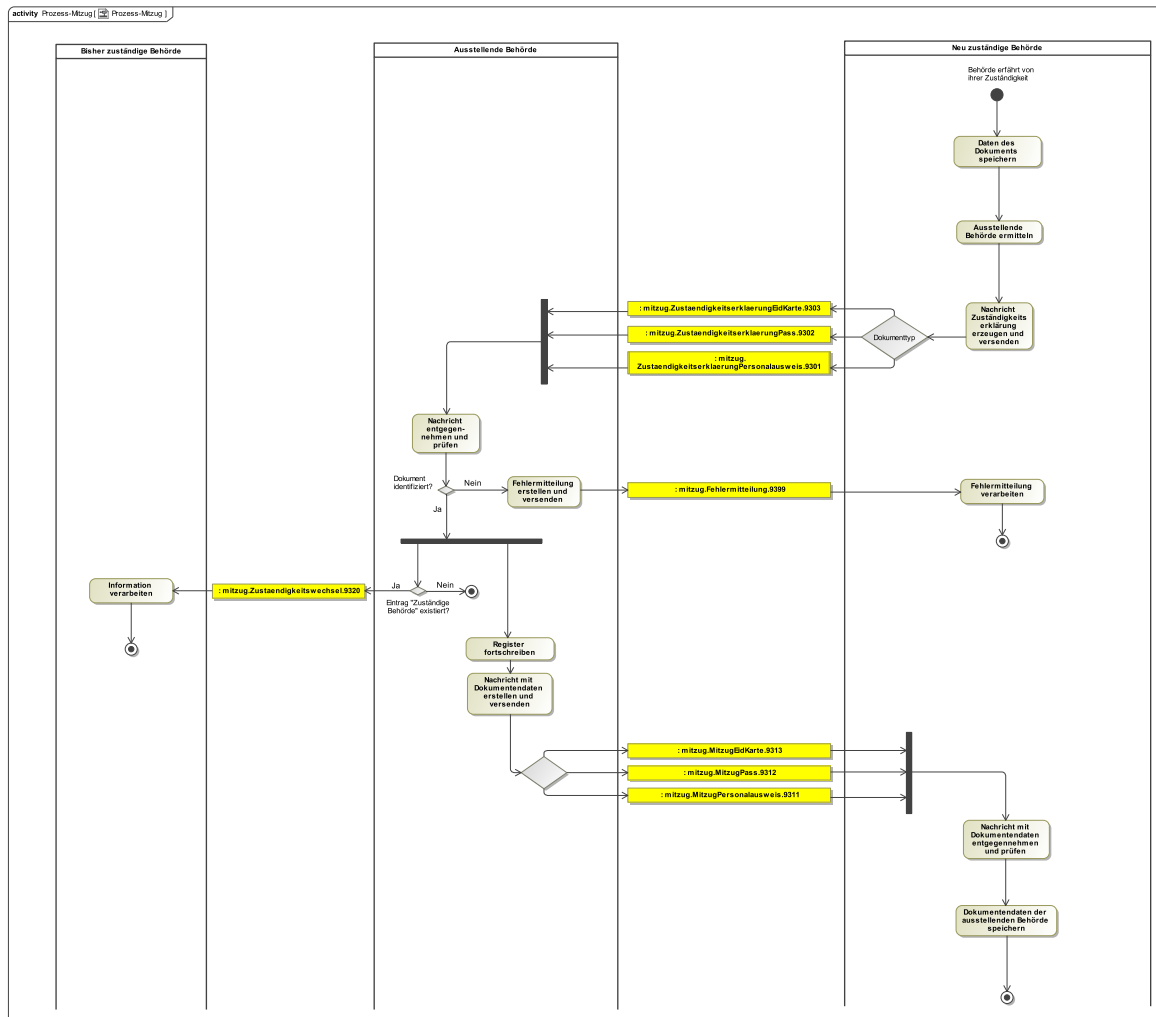 activity Prozess-Mitzug [ Prozess-Mitzug ]
Bisher zuständige Behörde
Ausstellende Behörde
Neu zuständige Behörde
Behörde erfährt von
ihrer Zuständigkeit
Daten des
Dokuments
speichern
Ausstellende
Behörde ermitteln
Nachricht
Zuständigkeits
erklärung
erzeugen und
versenden
Dokumenttyp
: mitzug.ZustaendigkeitserklaerungEidKarte.9303
: mitzug.ZustaendigkeitserklaerungPass.9302
: mitzug.
ZustaendigkeitserklaerungPersonalausweis.9301
Nachricht
entgegen-
nehmen und
prüfen
Dokument
identifiziert?
Nein
Ja
Fehlermitteilung
erstellen und
versenden
: mitzug.Fehlermitteilung.9399
Fehlermitteilung
verarbeiten
Information
verarbeiten
: mitzug.Zustaendigkeitswechsel.9320
Ja
Nein
Eintrag "Zuständige
Behörde" existiert?
Register
fortschreiben
Nachricht mit
Dokumentendaten
erstellen und
versenden
: mitzug.MitzugEidKarte.9313
: mitzug.MitzugPass.9312
: mitzug.MitzugPersonalausweis.9311
Nachricht mit
Dokumentendaten
entgegennehmen
und prüfen
Dokumentendaten der
ausstellenden Behörde
speichern